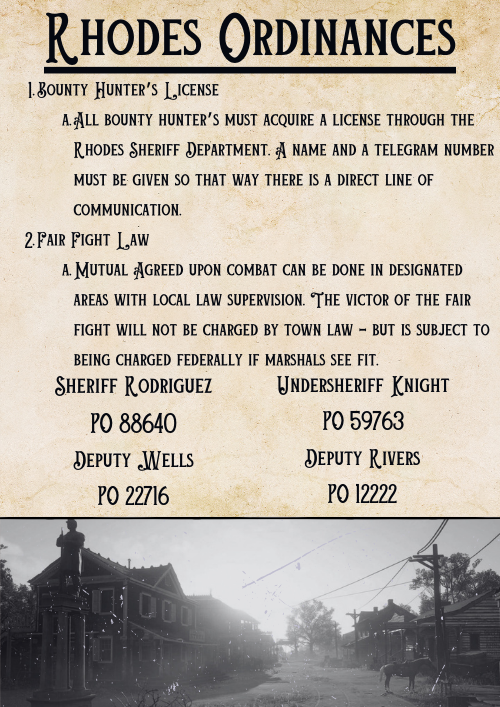 Rhodes Ordinances
1. Bounty Hunter's License
a. All bounty hunter's must acquire a license through the
Rhodes Sheriff Department. A name and a telegram number
must be given so that way there is a direct line of
communication.
2. Fair Fight Law
a. Mutual Agreed upon combat can be done in designated
areas with local law supervision. The victor of the fair
fight will not be charged by town law - but is subject to
being charged federally if marshals see fit.
Sheriff Rodriguez
PO 88640
Undersheriff Knight
PO 59763
Deputy Wells
PO 22716
Deputy Rivers
PO 12222